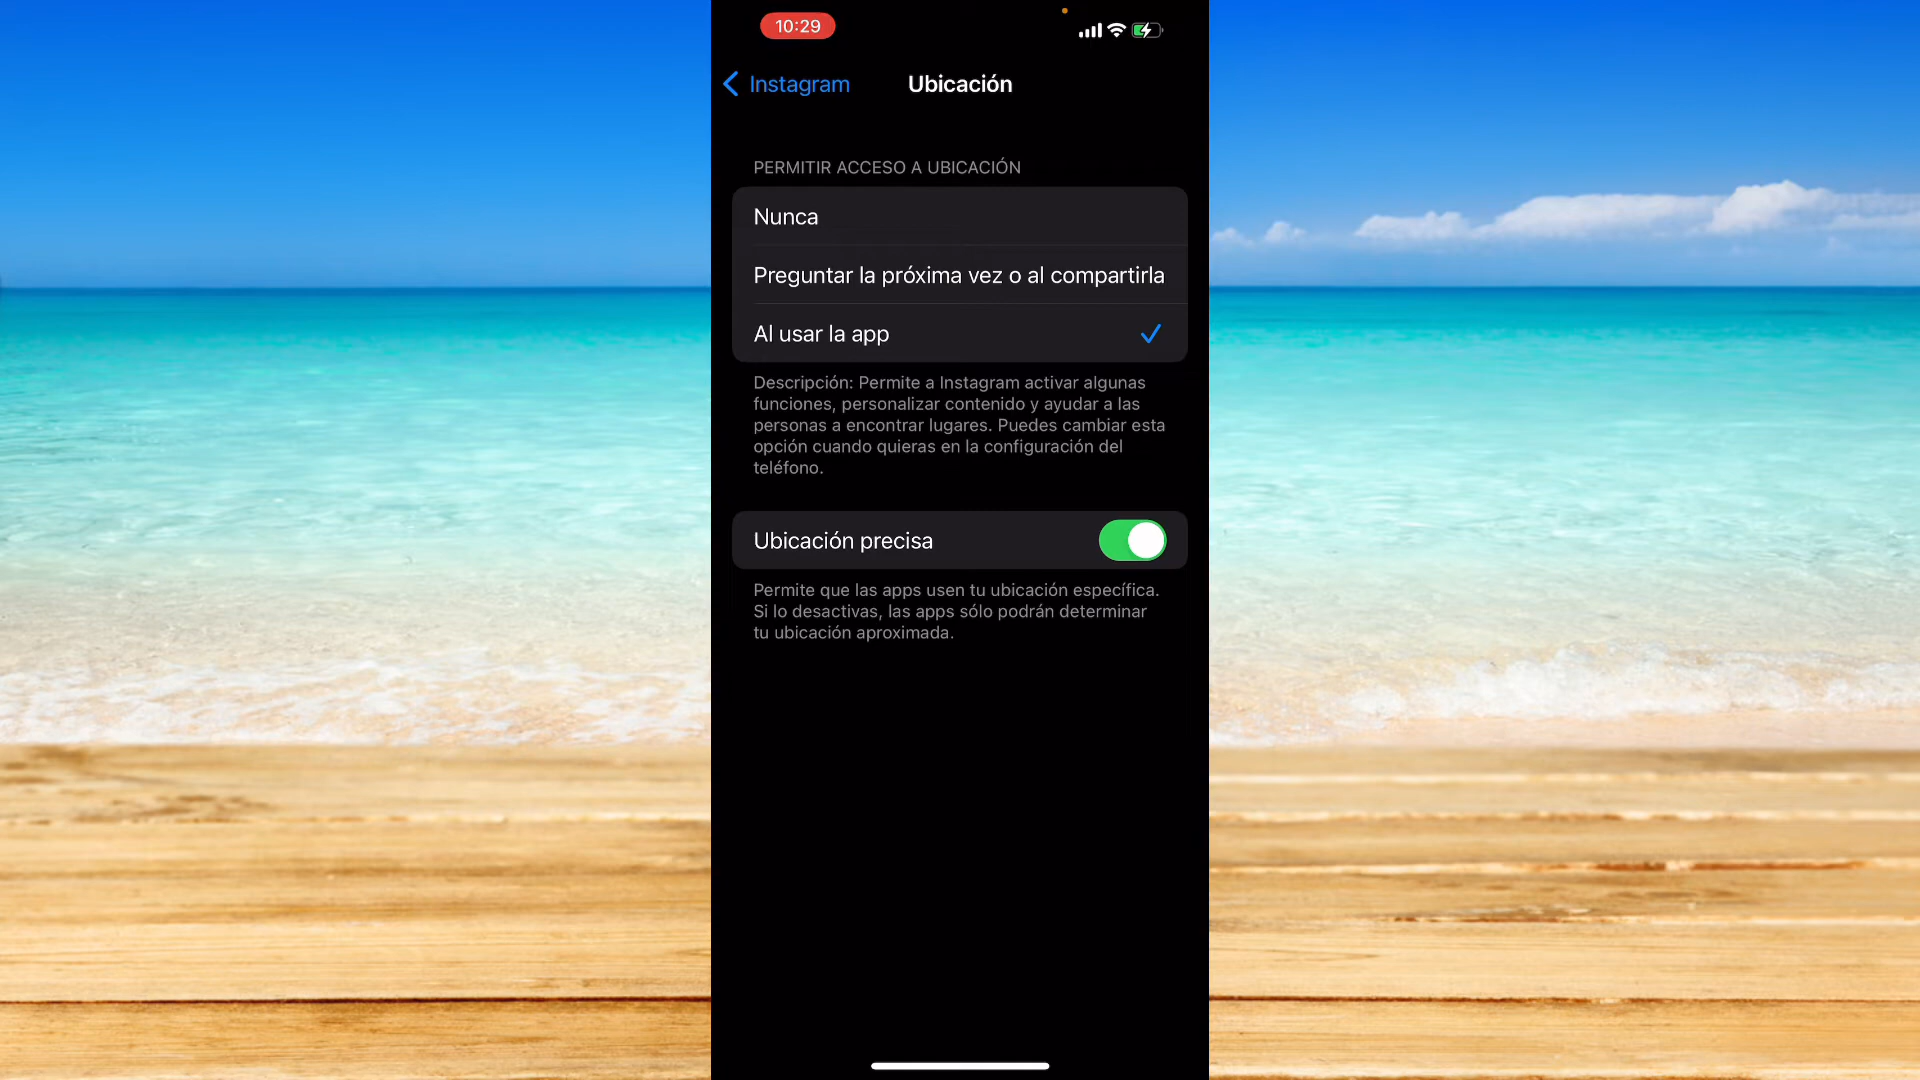 10:29
Instagram
Ubicación
PERMITIR ACCESO A UBICACIÓN
Nunca
Preguntar la próxima vez o al compartirla
Al usar la app
Descripción: Permite a Instagram activar algunas
funciones, personalizar contenido y ayudar a las
personas a encontrar lugares. Puedes cambiar esta
opción cuando quieras en la configuración del
teléfono.
Ubicación precisa
Permite que las apps usen tu ubicación específica.
Si lo desactivas, las apps sólo podrán determinar
tu ubicación aproximada.